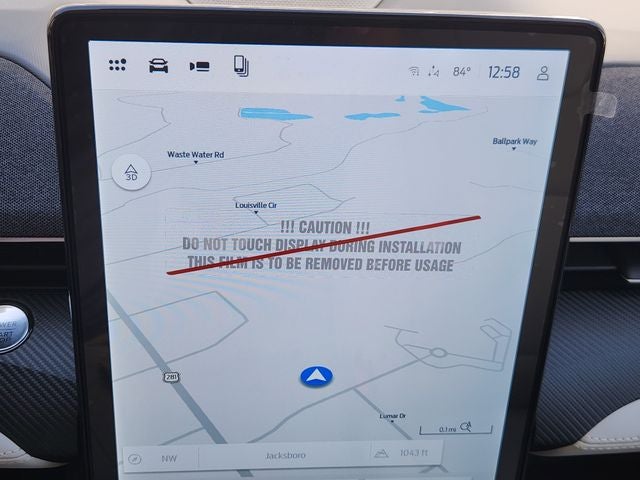 84° 12:58
Ballpark Way
Waste Water Rd
3D
Louisville Cir
!!! CAUTION !!!
DO NOT TOUCH DISPLAY DURING INSTALLATION
THIS FILM IS TO BE REMOVED BEFORE USAGE
281
Lumar Dr
0.1 mi
NW Jacksboro 1043 ft